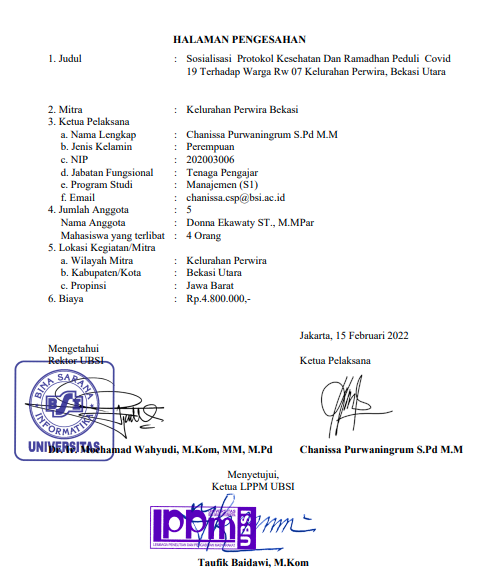 HALAMAN PENGESAHAN
1. Judul : Sosialisasi Protokol Kesehatan Dan Ramadhan Peduli Covid
19 Terhadap Warga Rw 07 Kelurahan Perwira, Bekasi Utara
2. Mitra : Kelurahan Perwira Bekasi
3. Ketua Pelaksana
a. Nama Lengkap : Chanissa Purwaningrum S.Pd M.M
b. Jenis Kelamin : Perempuan
c. NIP : 202003006
d. Jabatan Fungsional : Tenaga Pengajar
e. Program Studi : Manajemen (S1)
f. Email : chanissa.csp@bsi.ac.id
4. Jumlah Anggota : 5
Nama Anggota : Donna Ekawaty ST., M.MPar
Mahasiswa yang terlibat : 4 Orang
5. Lokasi Kegiatan/Mitra
a. Wilayah Mitra : Kelurahan Perwira
b. Kabupaten/Kota : Bekasi Utara
c. Propinsi : Jawa Barat
6. Biaya : Rp.4.800.000,-
Jakarta, 15 Februari 2022
Mengetahui
Rektor UBSI Ketua Pelaksana
BINA SARANA
BSI
INFORMATIKA
UNIVERSITAS
Dr. Ir. Mochamad Wahyudi, M.Kom, MM, M.Pd Chanissa Purwaningrum S.Pd M.M
Menyetujui,
Ketua LPPM UBSI
lppm
Taufik Baidawi, M.Kom